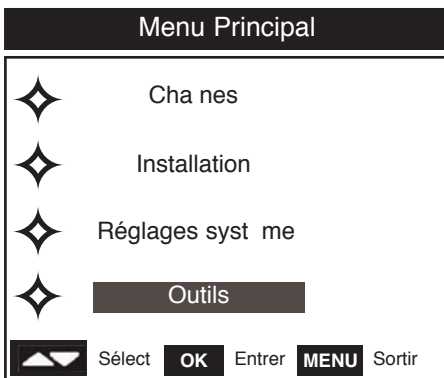 Menu Principal
Cha nes
Installation
Réglages syst me
Outils
Sélect OK Entrer MENU Sortir